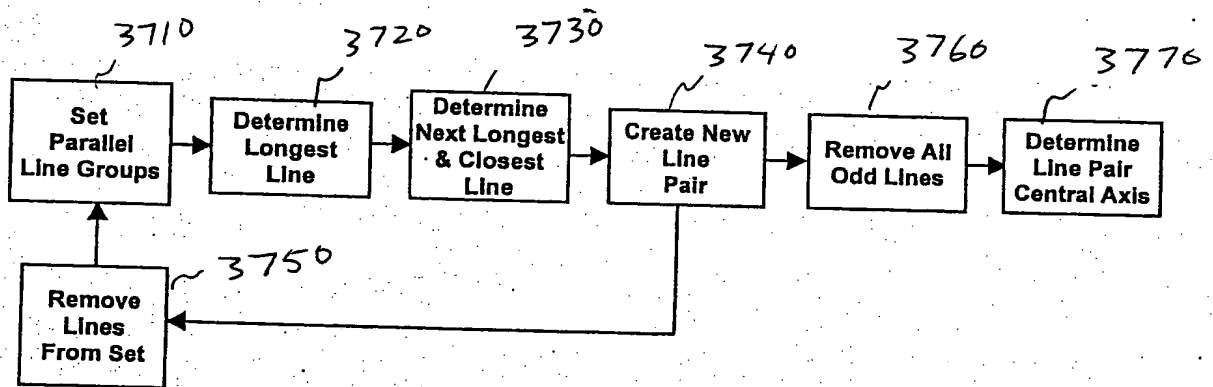 3710
3720
3730
3740
3760
3770
Set
Parallel
Line Groups
Determine
Longest
Line
Determine
Next Longest
& Closest
Line
Create New
Line
Pair
Remove All
Odd Lines
Determine
Line Pair
Central Axis
3750
Remove
Lines
From Set